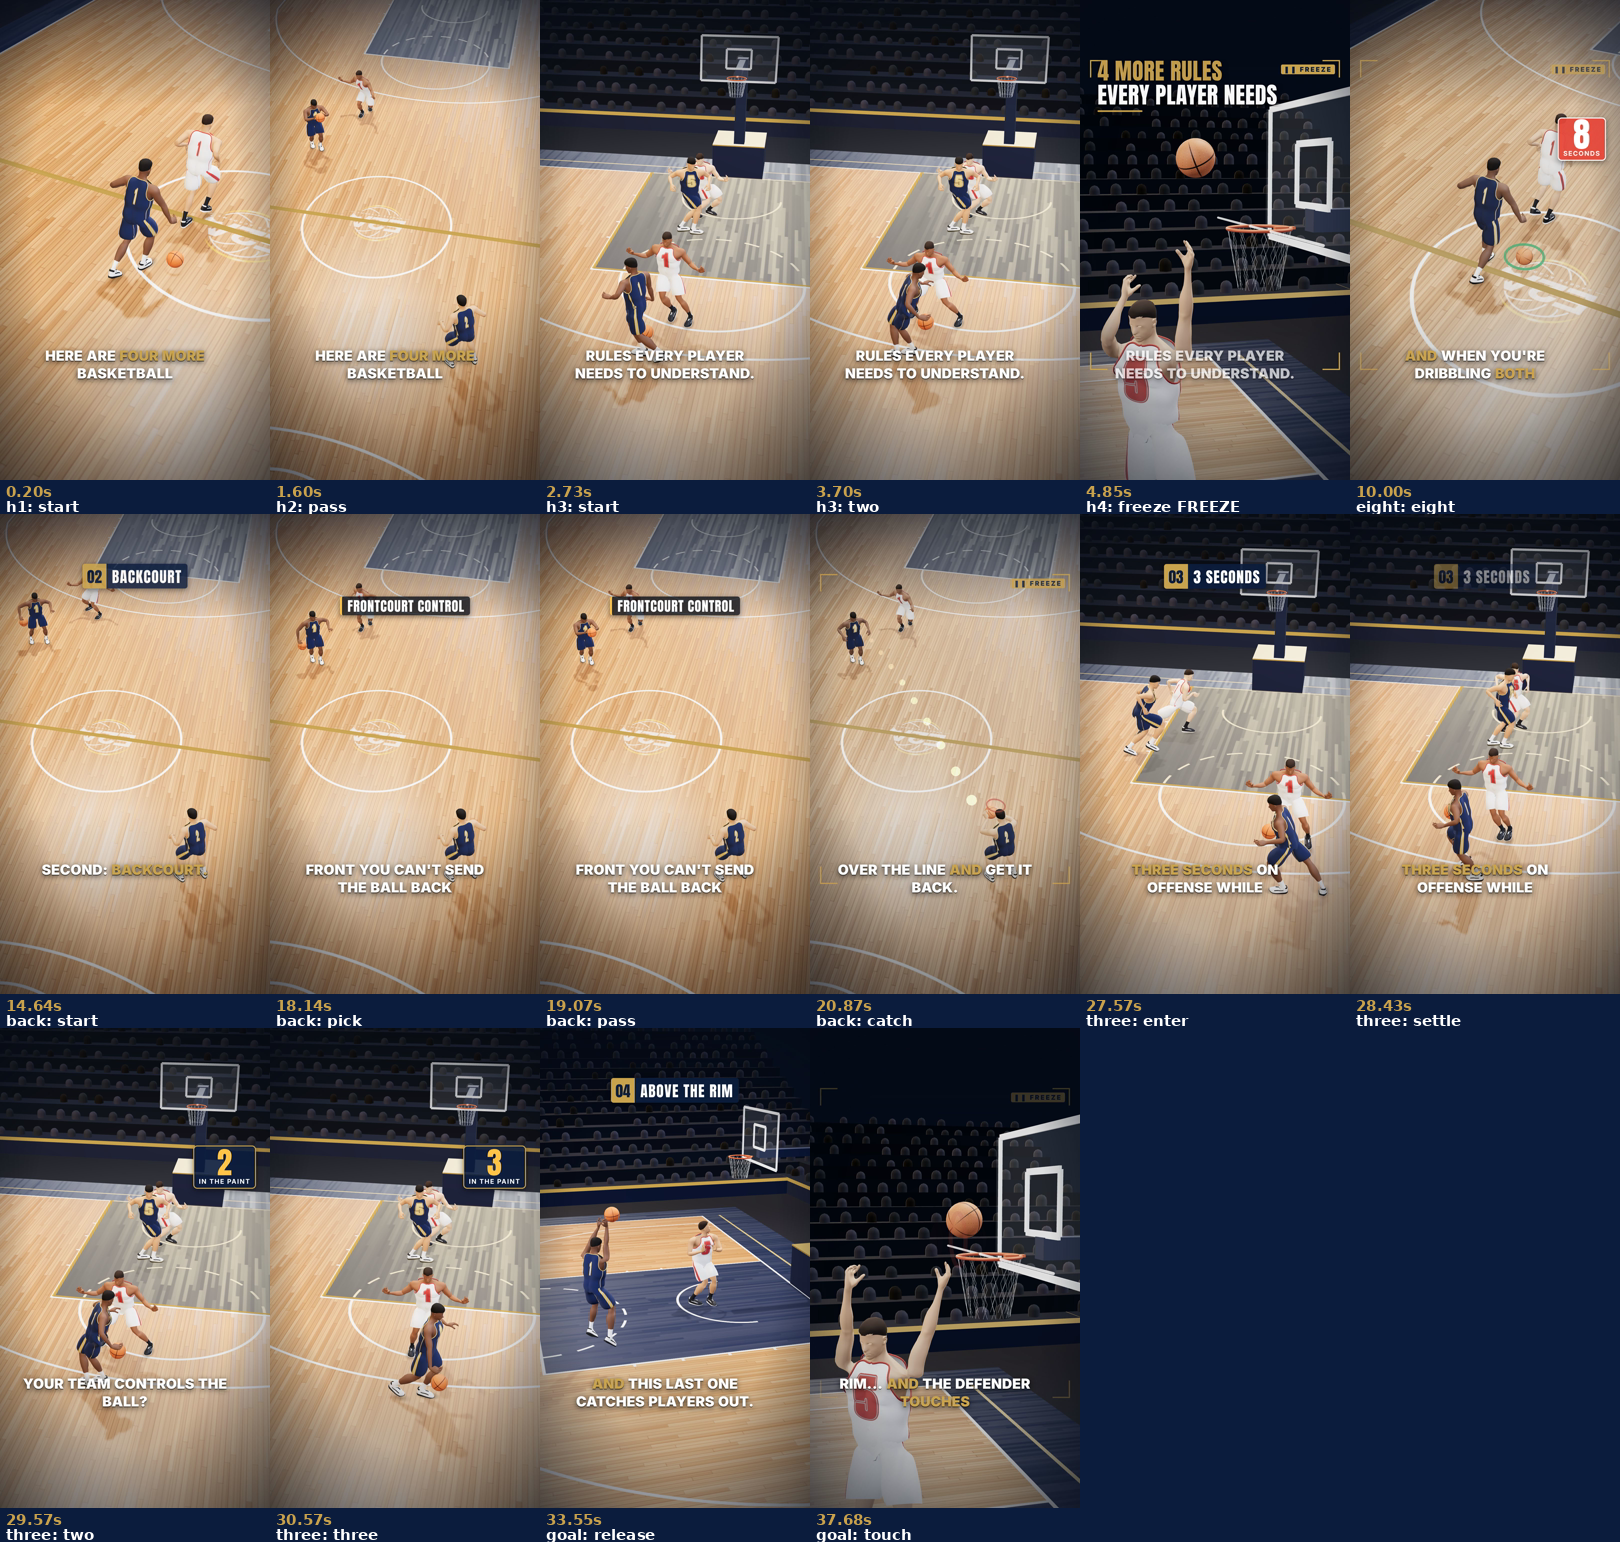 HERE ARE FOUR MORE
BASKETBALL
0.20s
h1: start
HERE ARE FOUR MORE
BASKETBALL
1.60s
h2: pass
RULES EVERY PLAYER
NEEDS TO UNDERSTAND.
2.73s
h3: start
RULES EVERY PLAYER
NEEDS TO UNDERSTAND.
3.70s
h3: two
4 MORE RULES
EVERY PLAYER NEEDS
FREEZE
RULES EVERY PLAYER
NEEDS TO UNDERSTAND.
4.85s
h4: freeze FREEZE
FREEZE
8
SECONDS
AND WHEN YOU'RE
DRIBBLING BOTH
10.00s
eight: eight
02 BACKCOURT
SECOND: BACKCOURT.
14.64s
back: start
FRONTCOURT CONTROL
FRONT YOU CAN'T SEND
THE BALL BACK
18.14s
back: pick
FRONTCOURT CONTROL
FRONT YOU CAN'T SEND
THE BALL BACK
19.07s
back: pass
FREEZE
OVER THE LINE AND GET IT
BACK.
20.87s
back: catch
03 3 SECONDS
THREE SECONDS ON
OFFENSE WHILE
27.57s
three: enter
03 3 SECONDS
THREE SECONDS ON
OFFENSE WHILE
28.43s
three: settle
2
IN THE PAINT
YOUR TEAM CONTROLS THE
BALL?
29.57s
three: two
3
IN THE PAINT
30.57s
three: three
04 ABOVE THE RIM
AND THIS LAST ONE
CATCHES PLAYERS OUT.
33.55s
goal: release
FREEZE
RIM... AND THE DEFENDER
TOUCHES
37.68s
goal: touch